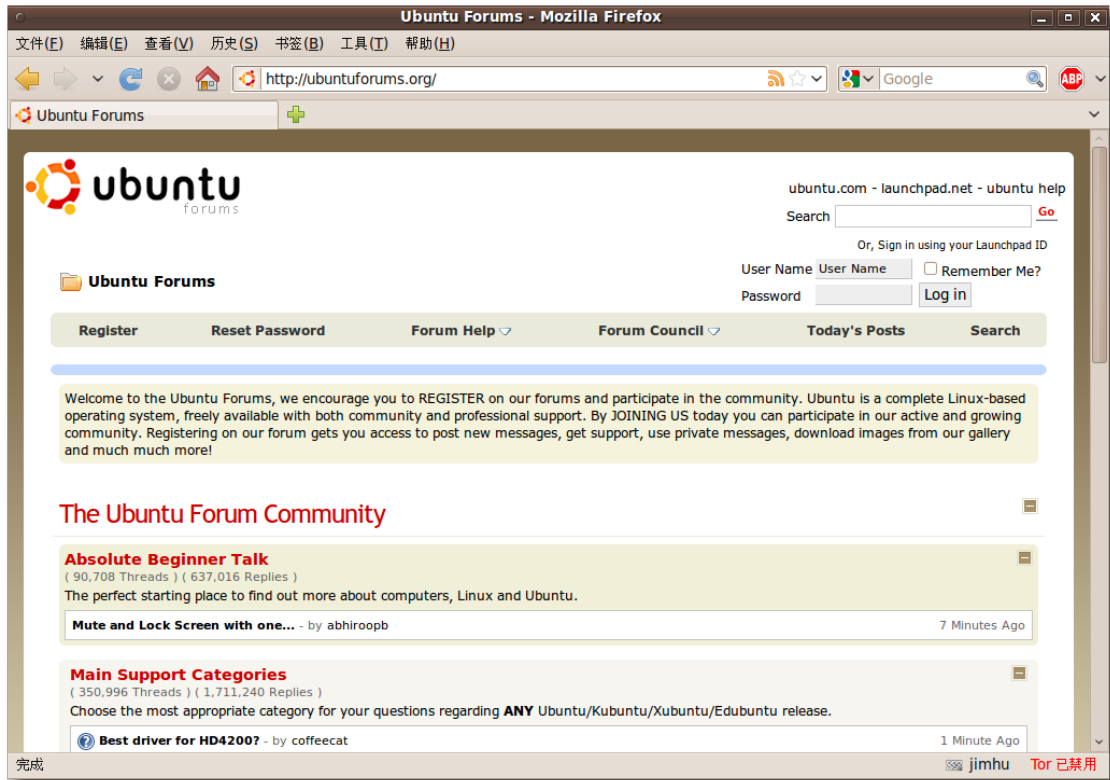 Ubuntu Forums - Mozilla Firefox
文件(F) 编辑(E) 查看(V) 历史(S) 书签(B) 工具(T) 帮助(H)
http://ubuntuforums.org/ Google ABP
Ubuntu Forums
ubuntu
forums
ubuntu.com - launchpad.net - ubuntu help
Search Go
Or, Sign in using your Launchpad ID
Ubuntu Forums
User Name User Name Remember Me?
Password Log in
Register Reset Password Forum Help Forum Council Today's Posts Search
Welcome to the Ubuntu Forums, we encourage you to REGISTER on our forums and participate in the community. Ubuntu is a complete Linux-based
operating system, freely available with both community and professional support. By JOINING US today you can participate in our active and growing
community. Registering on our forum gets you access to post new messages, get support, use private messages, download images from our gallery
and much much more!
The Ubuntu Forum Community
Absolute Beginner Talk
( 90,708 Threads ) ( 637,016 Replies )
The perfect starting place to find out more about computers, Linux and Ubuntu.
Mute and Lock Screen with one... - by abhiroopb 7 Minutes Ago
Main Support Categories
( 350,996 Threads ) ( 1,711,240 Replies )
Choose the most appropriate category for your questions regarding ANY Ubuntu/Kubuntu/Xubuntu/Edubuntu release.
Best driver for HD4200? - by coffeecat 1 Minute Ago
完成 jimhu Tor 已禁用